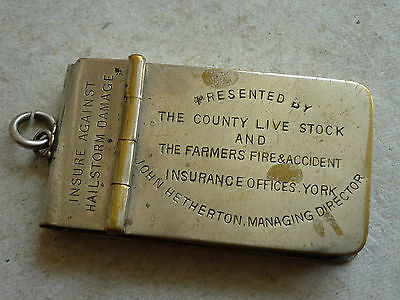 INSURE AGAINST
HAILSTORM DAMAGE
PRESENTED BY
THE COUNTY LIVE STOCK
AND
THE FARMERS FIRE & ACCIDENT
INSURANCE OFFICES. YORK
JOHN HETHERTON, MANAGING DIRECTOR